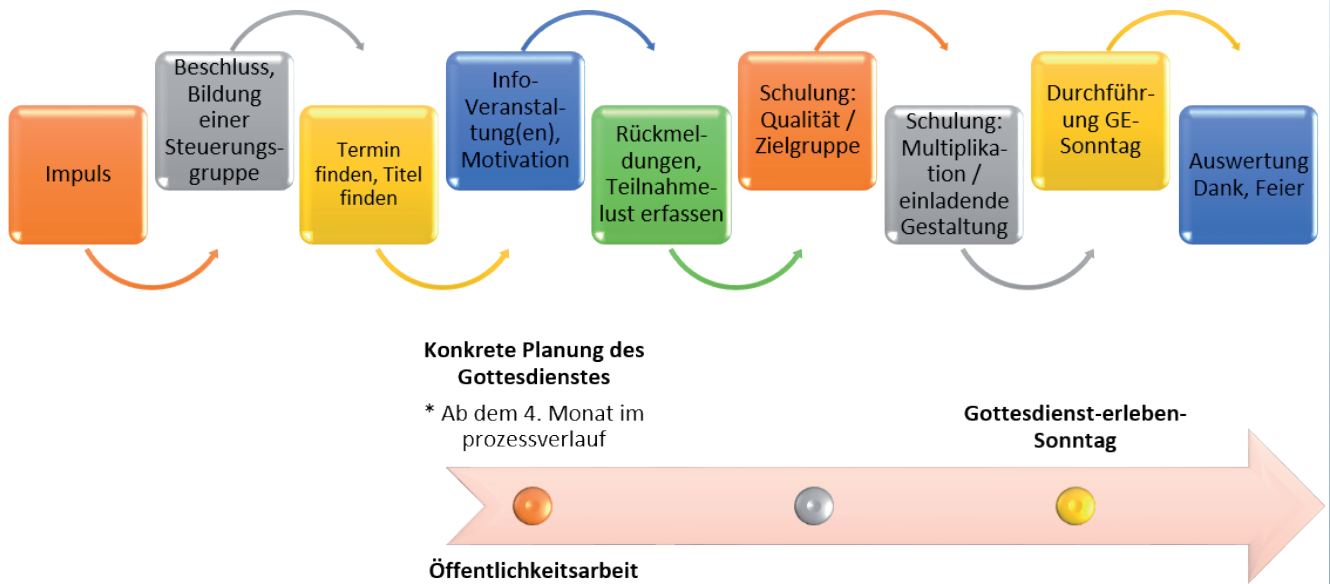 Impuls
Beschluss,
Bildung
einer
Steuerungs-
gruppe
Termin
finden, Titel
finden
Info-
Veranstal-
tung(en),
Motivation
Rückmel-
dungen,
Teilnahme-
lust erfassen
Schulung:
Qualität /
Zielgruppe
Schulung:
Multiplika-
tion /
einladende
Gestaltung
Durchführ-
ung GE-
Sonntag
Auswertung
Dank, Feier
Konkrete Planung des
Gottesdienstes
* Ab dem 4. Monat im
prozessverlauf
Gottesdienst-erleben-
Sonntag
Öffentlichkeitsarbeit